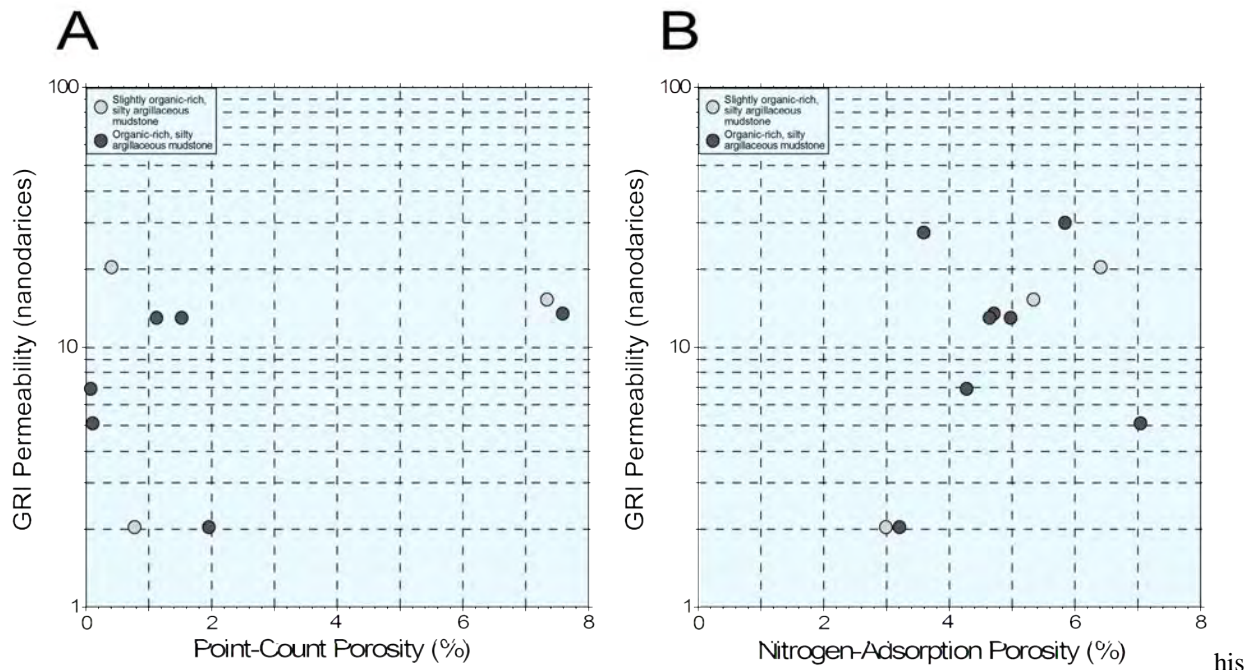 A
B
100
Slightly organic-rich,
silty argillaceous
mudstone
Organic-rich, silty
argillaceous mudstone
10
1
GRI Permeability (nanodarices)
0
2
4
6
8
Point-Count Porosity (%)
100
Slightly organic-rich,
silty argillaceous
mudstone
Organic-rich, silty
argillaceous mudstone
10
1
GRI Permeability (nanodarices)
0
2
4
6
8
Nitrogen-Adsorption Porosity (%)
his